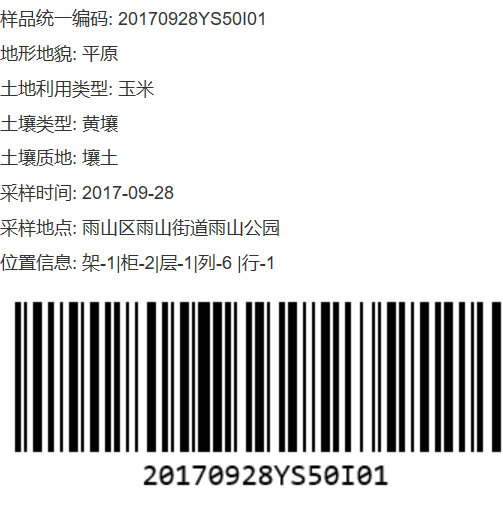 样品统一编码: 20170928YS50I01
地形地貌: 平原
土地利用类型: 玉米
土壤类型: 黄壤
土壤质地: 壤土
采样时间: 2017-09-28
采样地点: 雨山区雨山街道雨山公园
位置信息: 架-1|柜-2|层-1|列-6 |行-1
20170928YS50I01